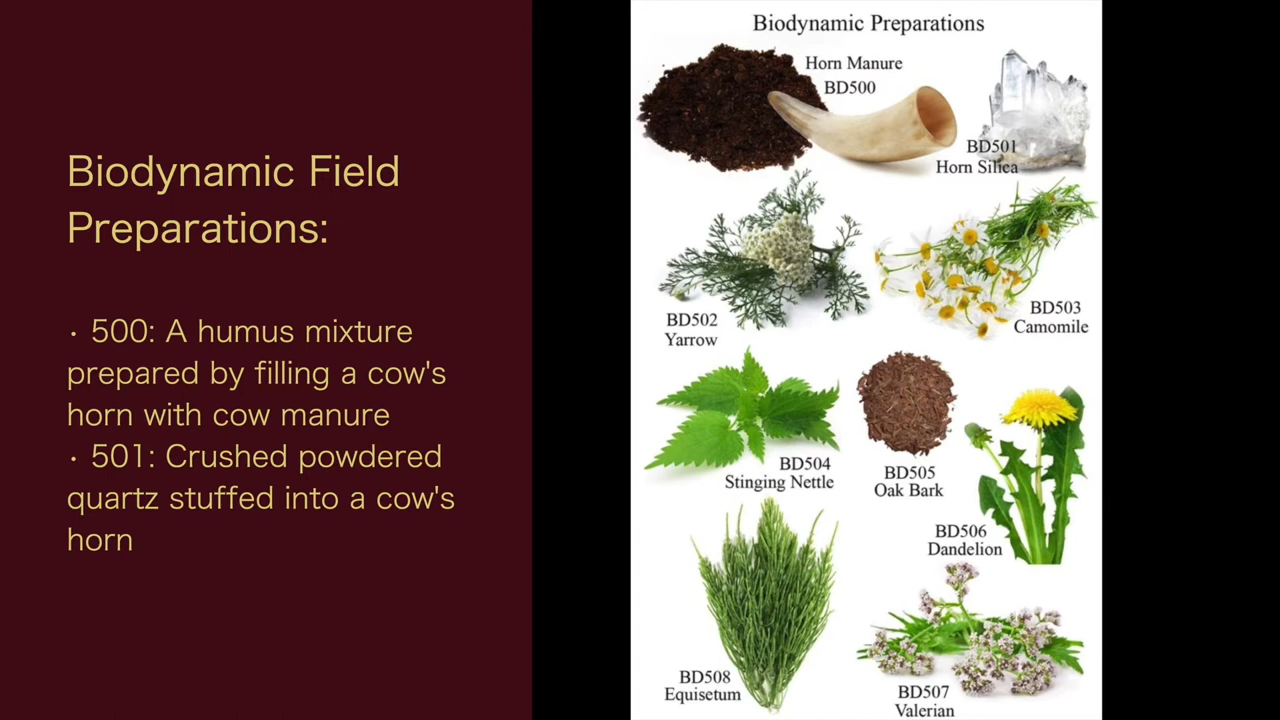 Biodynamic Field
Preparations:
· 500: A humus mixture
prepared by filling a cow's
horn with cow manure
· 501: Crushed powdered
quartz stuffed into a cow's
horn
Biodynamic Preparations
Horn Manure
BD500
BD501
Horn Silica
BD502
Yarrow
BD503
Camomile
BD504
Stinging Nettle
BD505
Oak Bark
BD506
Dandelion
BD508
Equisetum
BD507
Valerian